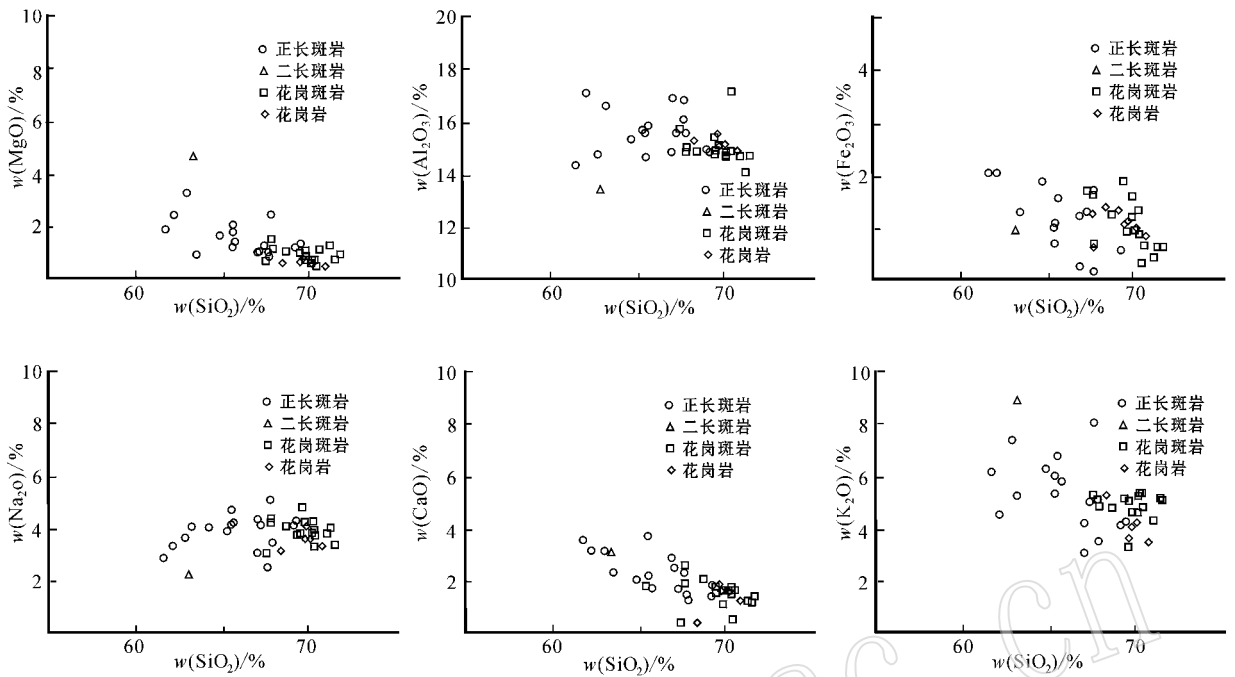 w(MgO)/%
10
8
6
4
2
60
70
w(SiO₂)/%
正长斑岩
二长斑岩
花岗斑岩
花岗岩
w(Al₂O₃)/%
20
18
16
14
12
10
60
70
w(SiO₂)/%
正长斑岩
二长斑岩
花岗斑岩
花岗岩
w(Fe₂O₃)/%
4
2
60
70
w(SiO₂)/%
正长斑岩
二长斑岩
花岗斑岩
花岗岩
w(Na₂o)/%
10
8
6
4
2
60
70
w(SiO₂)/%
正长斑岩
二长斑岩
花岗斑岩
花岗岩
w(CaO)/%
10
8
6
4
2
60
70
w(SiO₂)/%
正长斑岩
二长斑岩
花岗斑岩
花岗岩
w(K₂O)/%
10
8
6
4
2
60
70
w(SiO₂)/%
正长斑岩
二长斑岩
花岗斑岩
花岗岩
ac.cn